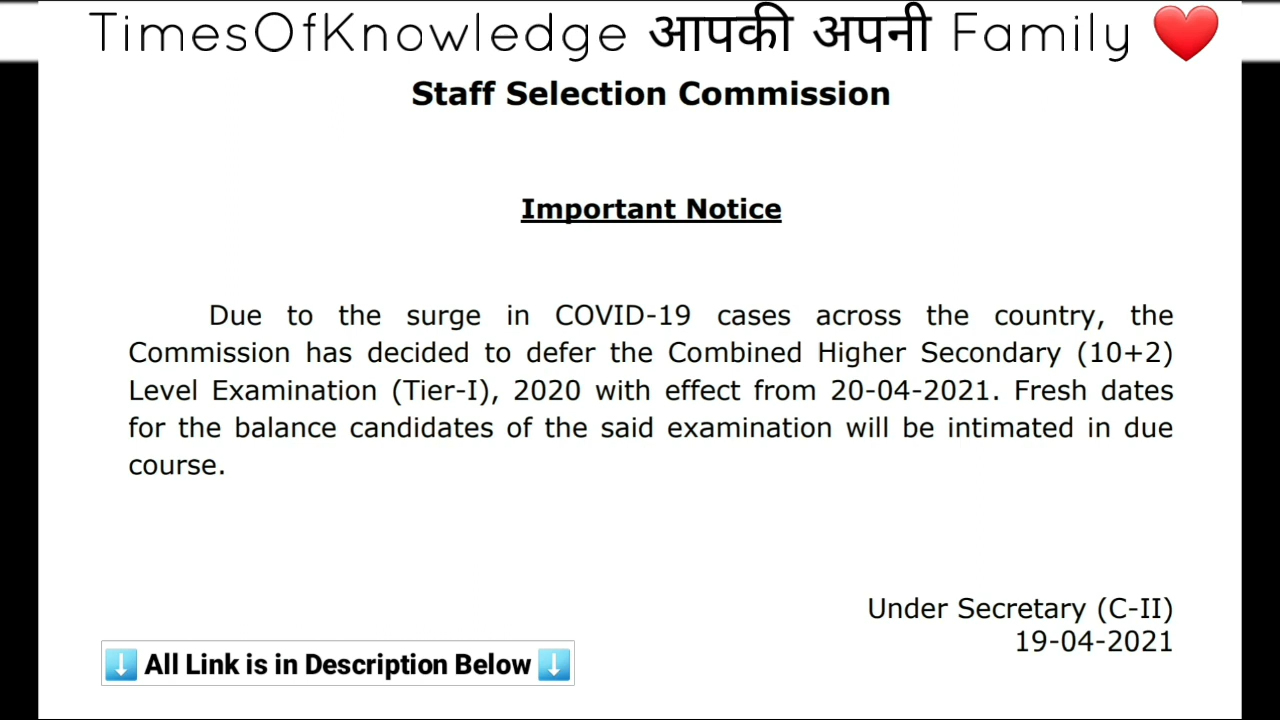 TimesOfKnowledge आपकी अपनी Family ❤️
Staff Selection Commission
Important Notice
Due to the surge in COVID-19 cases across the country, the
Commission has decided to defer the Combined Higher Secondary (10+2)
Level Examination (Tier-I), 2020 with effect from 20-04-2021. Fresh dates
for the balance candidates of the said examination will be intimated in due
course.
Under Secretary (C-II)
19-04-2021
⬇️ All Link is in Description Below ⬇️